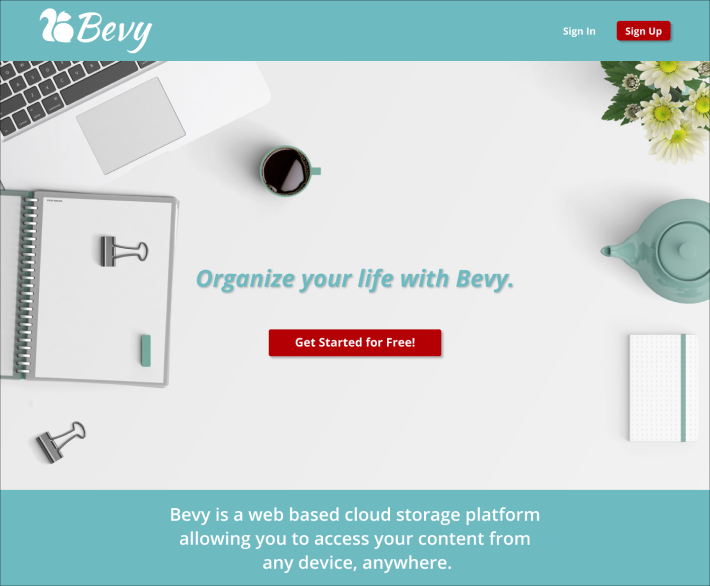 Bevy
Sign In
Sign Up
Organize your life with Bevy.
Get Started for Free!
Bevy is a web based cloud storage platform
allowing you to access your content from
any device, anywhere.